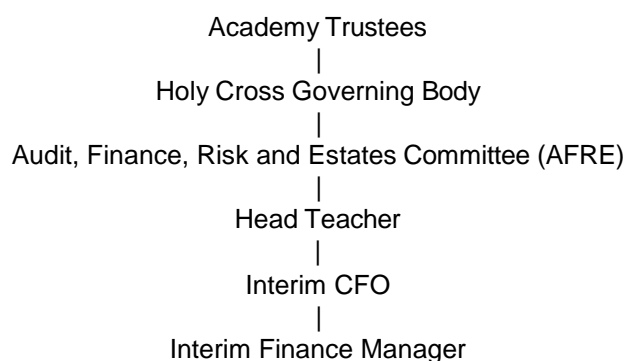 Academy Trustees
|
Holy Cross Governing Body
|
Audit, Finance, Risk and Estates Committee (AFRE)
|
Head Teacher
|
Interim CFO
|
Interim Finance Manager